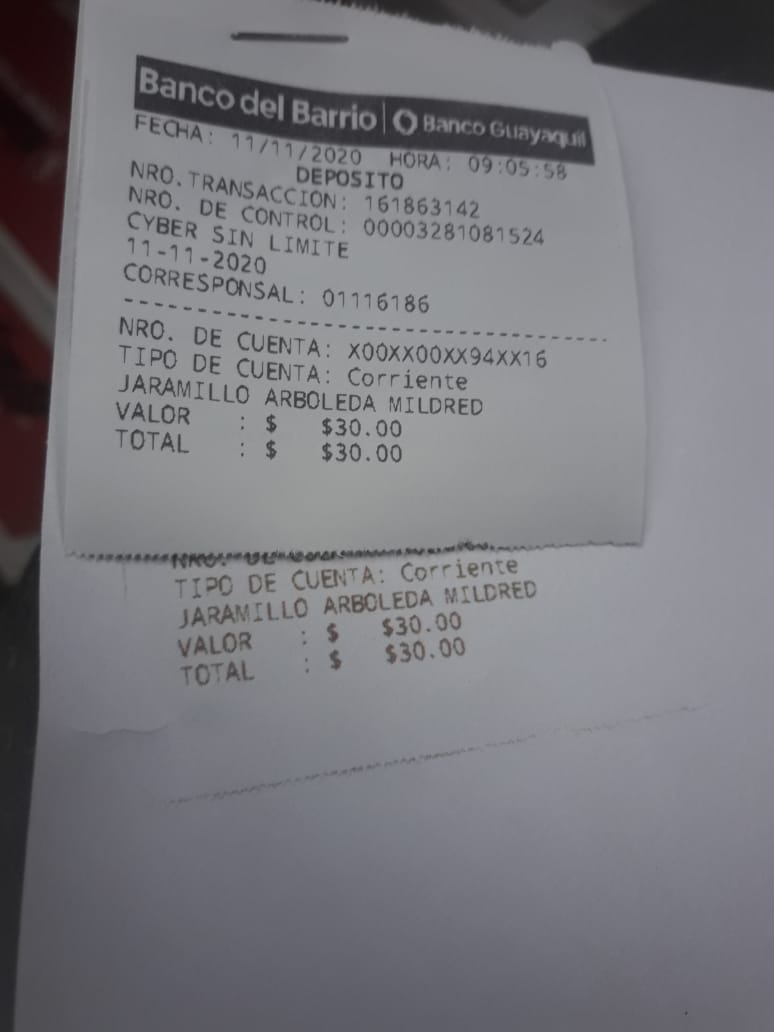 Banco del Barrio | Banco Guayaquil
FECHA: 11/11/2020 HORA: 09:05:58
DEPOSITO
NRO.TRANSACCION: 161863142
NRO. DE CONTROL: 00003281081524
CYBER SIN LIMITE
11-11-2020
CORRESPONSAL: 01116186
NRO. DE CUENTA: X00XX00XX94XX16
TIPO DE CUENTA: Corriente
JARAMILLO ARBOLEDA MILDRED
VALOR : $ $30.00
TOTAL : $ $30.00
TIPO DE CUENTA: Corriente
JARAMILLO ARBOLEDA MILDRED
VALOR : $ $30.00
TOTAL : $ $30.00